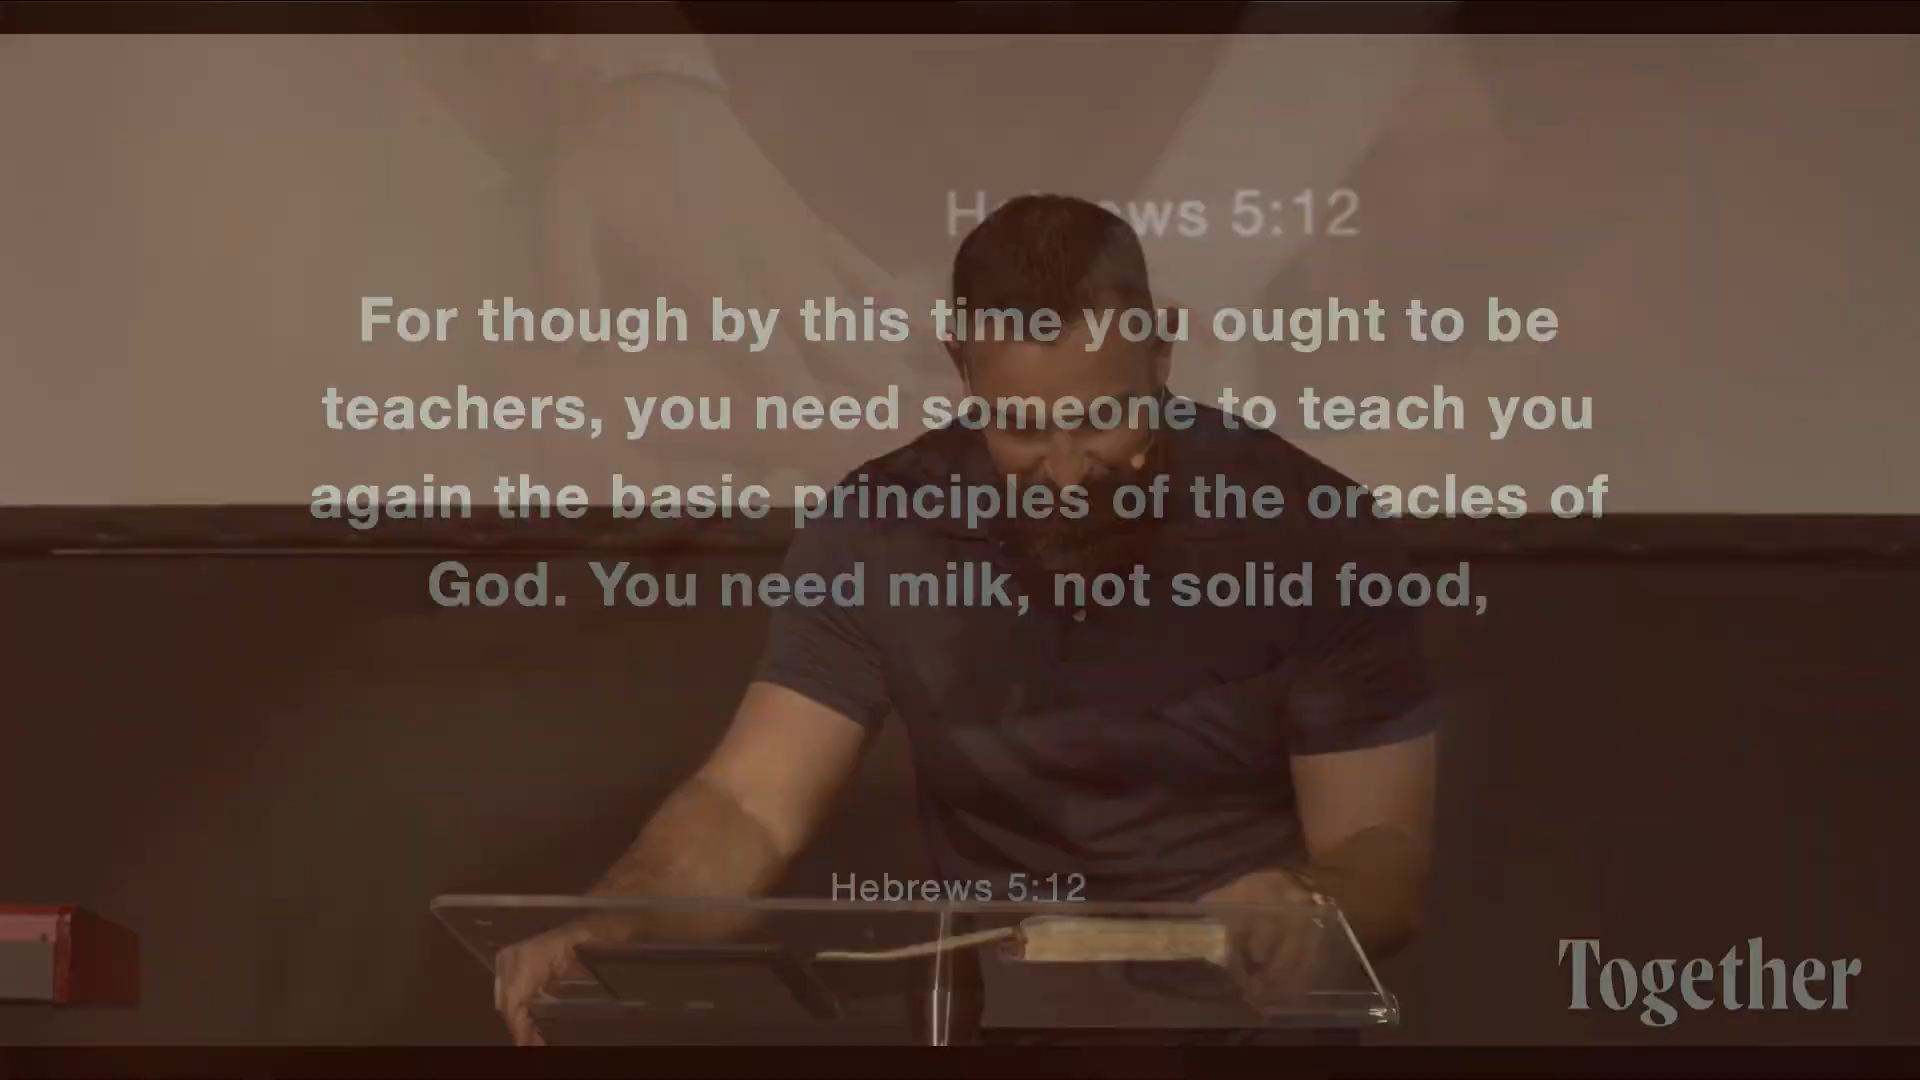 Hebrews 5:12
For though by this time you ought to be
teachers, you need someone to teach you
again the basic principles of the oracles of
God. You need milk, not solid food,
Hebrews 5:12
Together